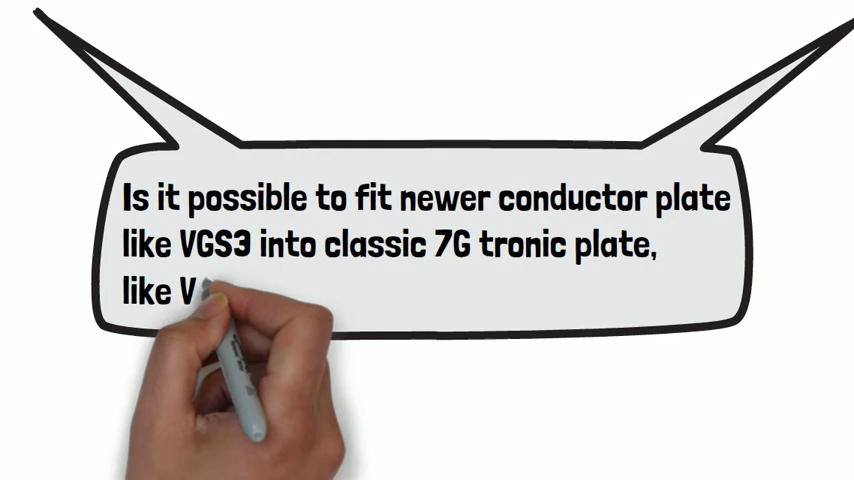 Is it possible to fit newer conductor plate
like VGS3 into classic 7G tronic plate,
like V